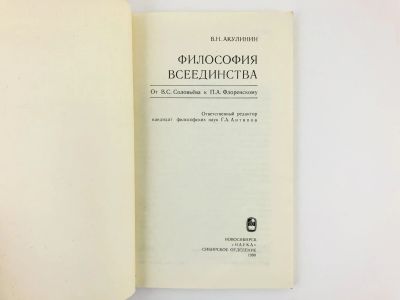 В.Н. АКУЛИНИН
ФИЛОСОФИЯ
ВСЕЕДИНСТВА
От В.С. Соловьёва к П.А. Флоренскому
Ответственный редактор
кандидат философских наук Г.А. Антипов
НОВОСИБИРСК
«НАУКА»
СИБИРСКОЕ ОТДЕЛЕНИЕ
1990